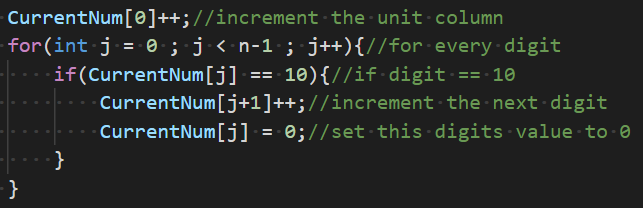 CurrentNum[0]++;//increment the unit column
for(int j = 0 ; j < n-1 ; j++){//for every digit
    if(CurrentNum[j] == 10){//if digit == 10
        CurrentNum[j+1]++;//increment the next digit
        CurrentNum[j] = 0;//set this digits value to 0
    }
}